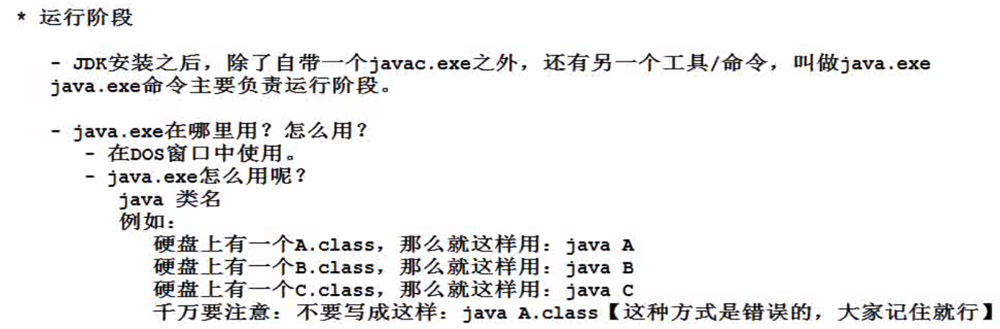 * 运行阶段
- JDK安装之后，除了自带一个javac.exe之外，还有另一个工具/命令，叫做java.exe
java.exe命令主要负责运行阶段。
- java.exe在哪里用？怎么用？
- 在DOS窗口中使用。
- java.exe怎么用呢？
java 类名
例如：
硬盘上有一个A.class，那么就这样用：java A
硬盘上有一个B.class，那么就这样用：java B
硬盘上有一个C.class，那么就这样用：java C
千万要注意：不要写成这样：java A.class【这种方式是错误的，大家记住就行】